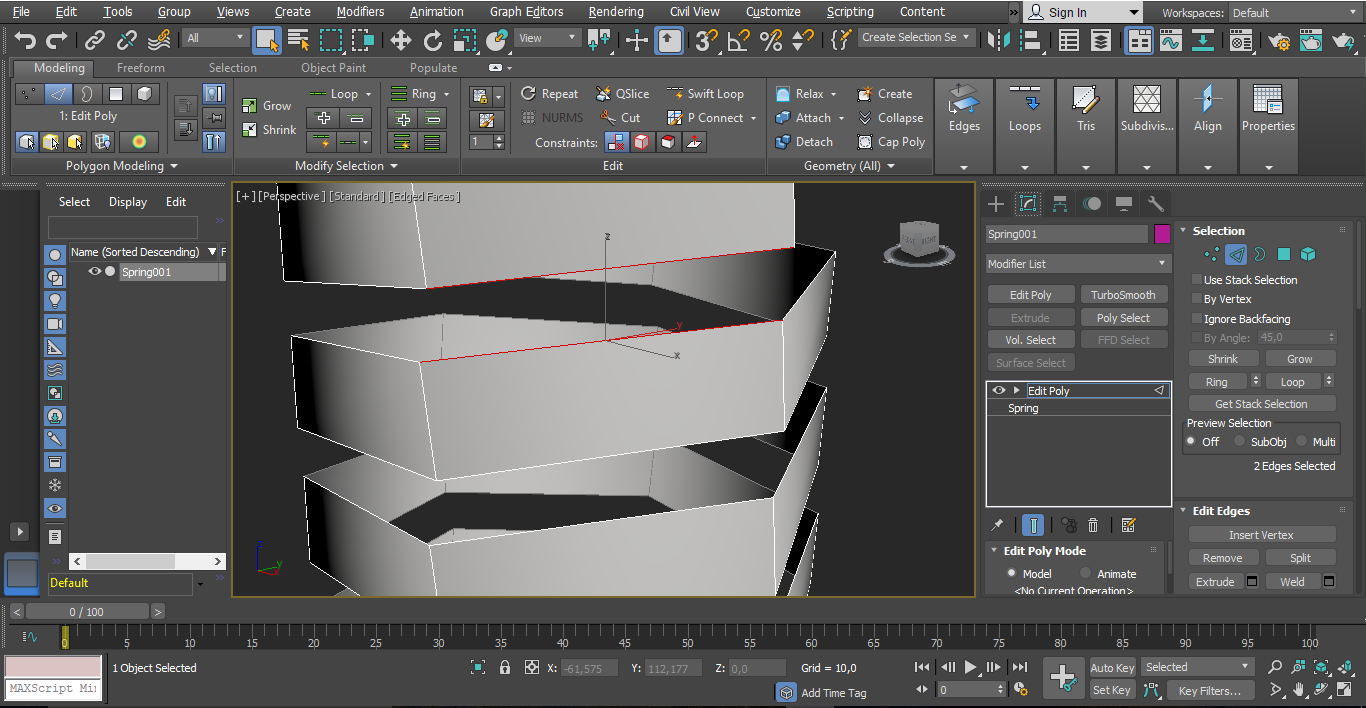 File Edit Tools Group Views Create Modifiers Animation Graph Editors Rendering Civil View Customize Scripting Content » Sign In Workspaces: Default
All View Create Selection Se
Modeling Freeform Selection Object Paint Populate
1: Edit Poly
Polygon Modeling
Grow
Shrink
Loop
Ring
Modify Selection
1
Repeat QSlice Swift Loop
NURMS Cut P Connect
Constraints:
Edit
Relax Create
Attach Collapse
Detach Cap Poly
Geometry (All)
Edges Loops Tris Subdivis... Align Properties
Select Display Edit
Name (Sorted Descending) ▼ F
Spring001
Default
[+] [Perspective ] [Standard ] [Edged Faces ]
z
y
x
RIGHT
z
y
x
Spring001
Modifier List
Edit Poly TurboSmooth
Extrude Poly Select
Vol. Select FFD Select
Surface Select
Edit Poly
Spring
Edit Poly Mode
Model Animate
<No Current Operation>
Selection
Use Stack Selection
By Vertex
Ignore Backfacing
By Angle: 45,0
Shrink Grow
Ring Loop
Get Stack Selection
Preview Selection
Off SubObj Multi
2 Edges Selected
Edit Edges
Insert Vertex
Remove Split
Extrude Weld
< 0 / 100 >
0 5 10 15 20 25 30 35 40 45 50 55 60 65 70 75 80 85 90 95 100
MAXScript Mi
1 Object Selected
X: -61,575 Y: 112,177 Z: 0,0 Grid = 10,0
Add Time Tag
0
Auto Key Selected
Set Key Key Filters...